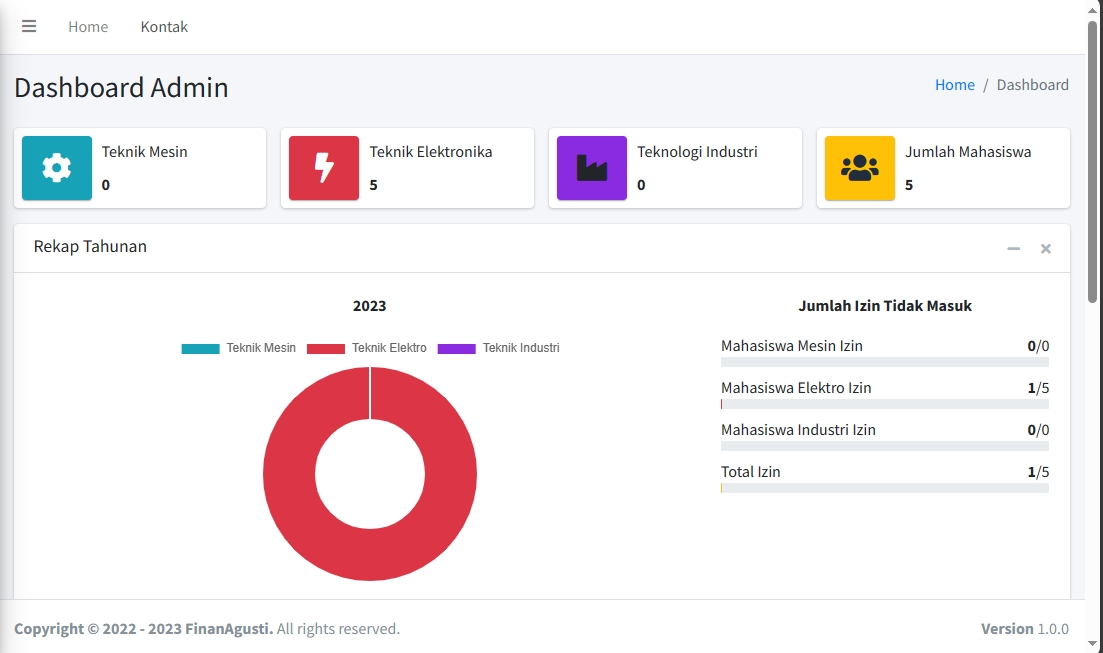 Home Kontak
Dashboard Admin
Home / Dashboard
Teknik Mesin
0
Teknik Elektronika
5
Teknologi Industri
0
Jumlah Mahasiswa
5
Rekap Tahunan
2023
Teknik Mesin Teknik Elektro Teknik Industri
Jumlah Izin Tidak Masuk
Mahasiswa Mesin Izin 0/0
Mahasiswa Elektro Izin 1/5
Mahasiswa Industri Izin 0/0
Total Izin 1/5
Copyright © 2022 - 2023 FinanAgusti. All rights reserved.
Version 1.0.0